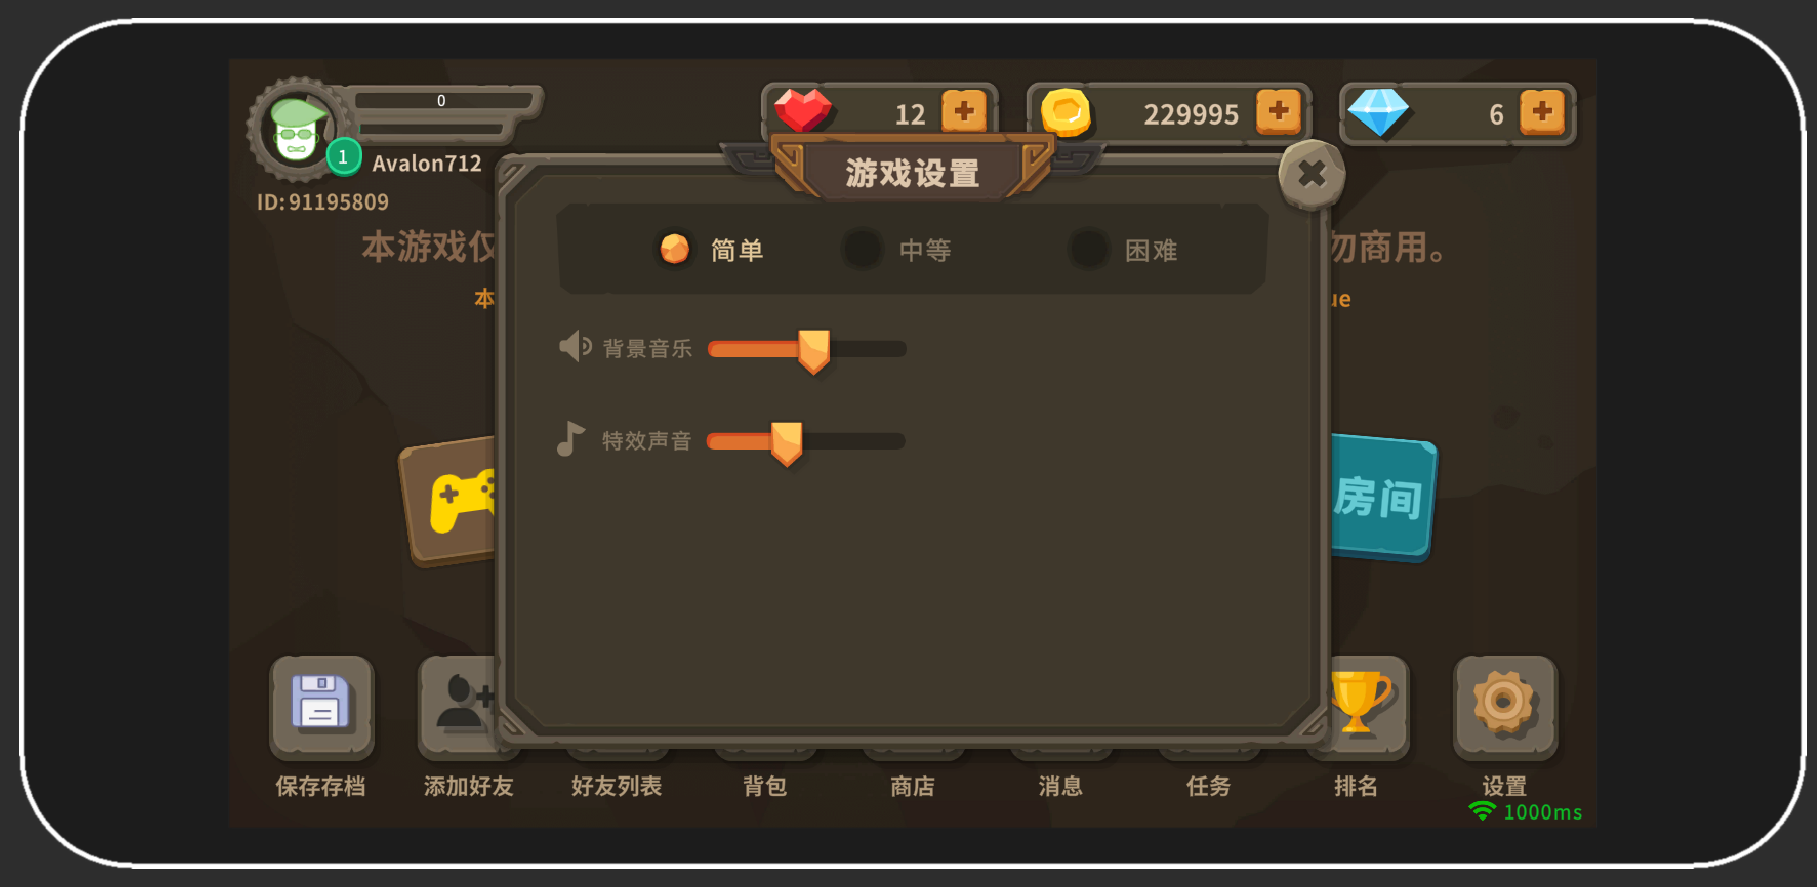 0
12
229995
6
1
Avalon712
游戏设置
ID: 91195809
本游戏仅
勿商用。
简单
中等
困难
本
ue
背景音乐
特效声音
房间
保存存档
添加好友
好友列表
背包
商店
消息
任务
排名
设置
1000ms